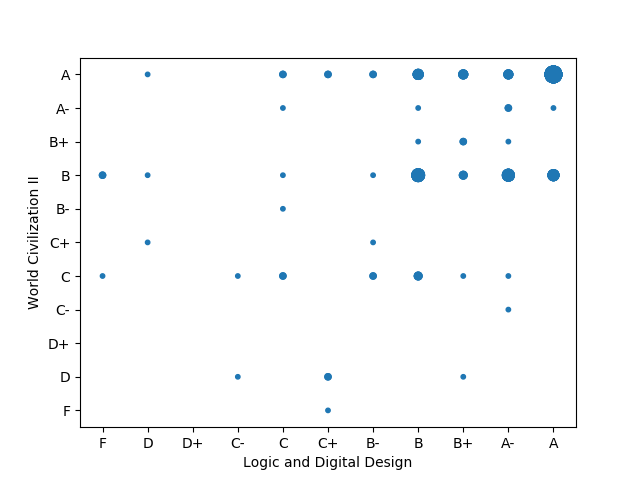 World Civilization II
A
A-
B+
B
B-
C+
C
C-
D+
D
F
F D D+ C- C C+ B- B B+ A- A
Logic and Digital Design